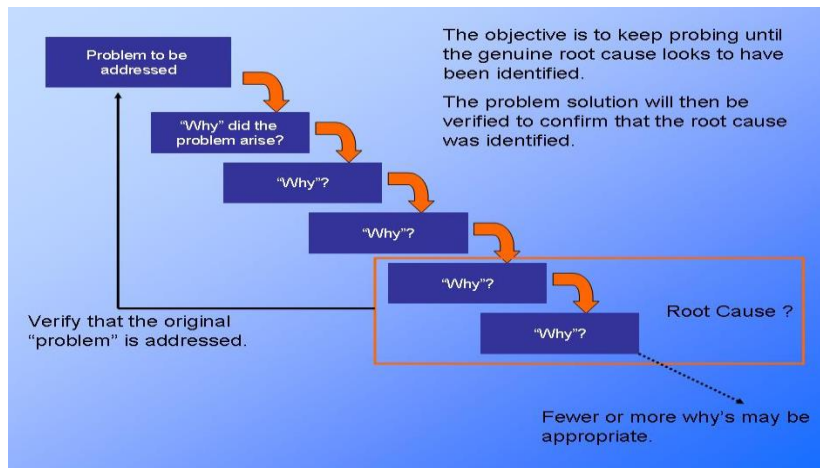 Problem to be
addressed
The objective is to keep probing until
the genuine root cause looks to have
been identified.
The problem solution will then be
verified to confirm that the root cause
was identified.
“Why” did the
problem arise?
“Why”?
“Why”?
“Why”?
“Why”?
Root Cause ?
Verify that the original
“problem” is addressed.
Fewer or more why's may be
appropriate.